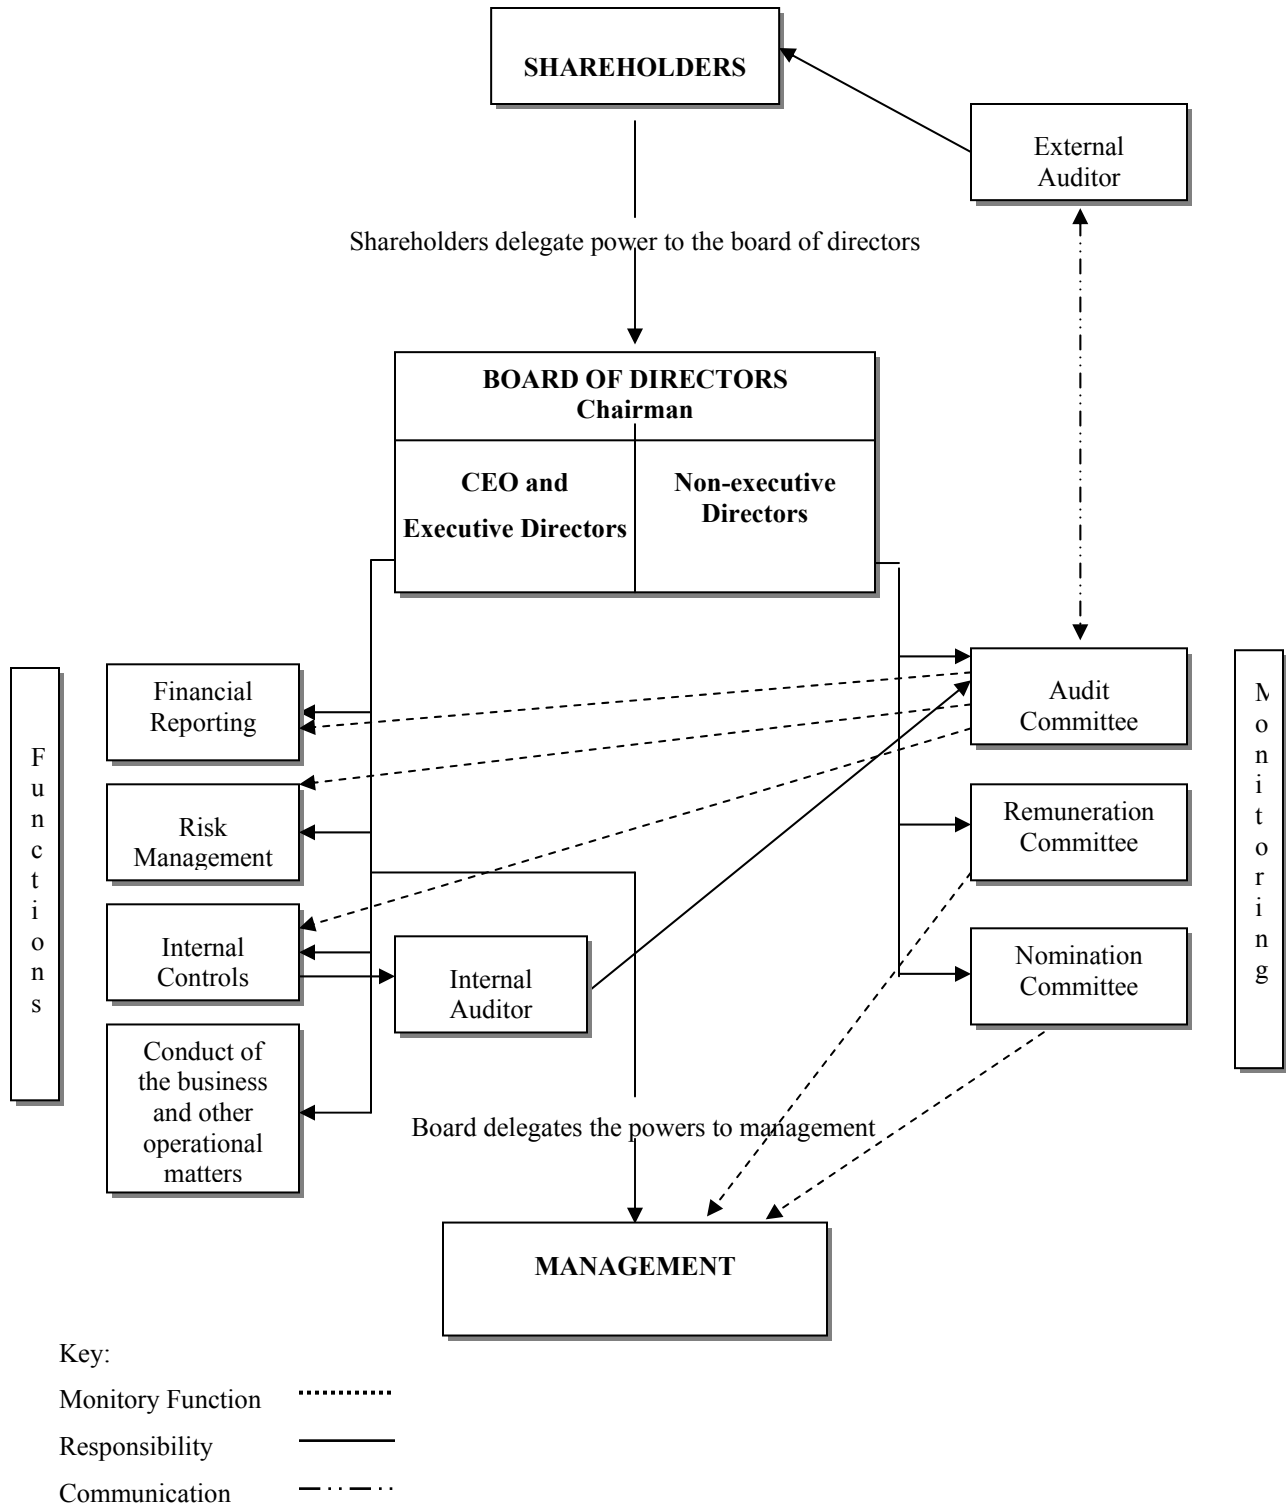 SHAREHOLDERS
External
Auditor
Shareholders delegate power to the board of directors
BOARD OF DIRECTORS
Chairman
CEO and
Executive Directors
Non-executive
Directors
Functions
Financial
Reporting
Risk
Management
Internal
Controls
Conduct of
the business
and other
operational
matters
Internal
Auditor
Audit
Committee
Remuneration
Committee
Nomination
Committee
Monitoring
Board delegates the powers to management
MANAGEMENT
Key:
Monitory Function
Responsibility
Communication